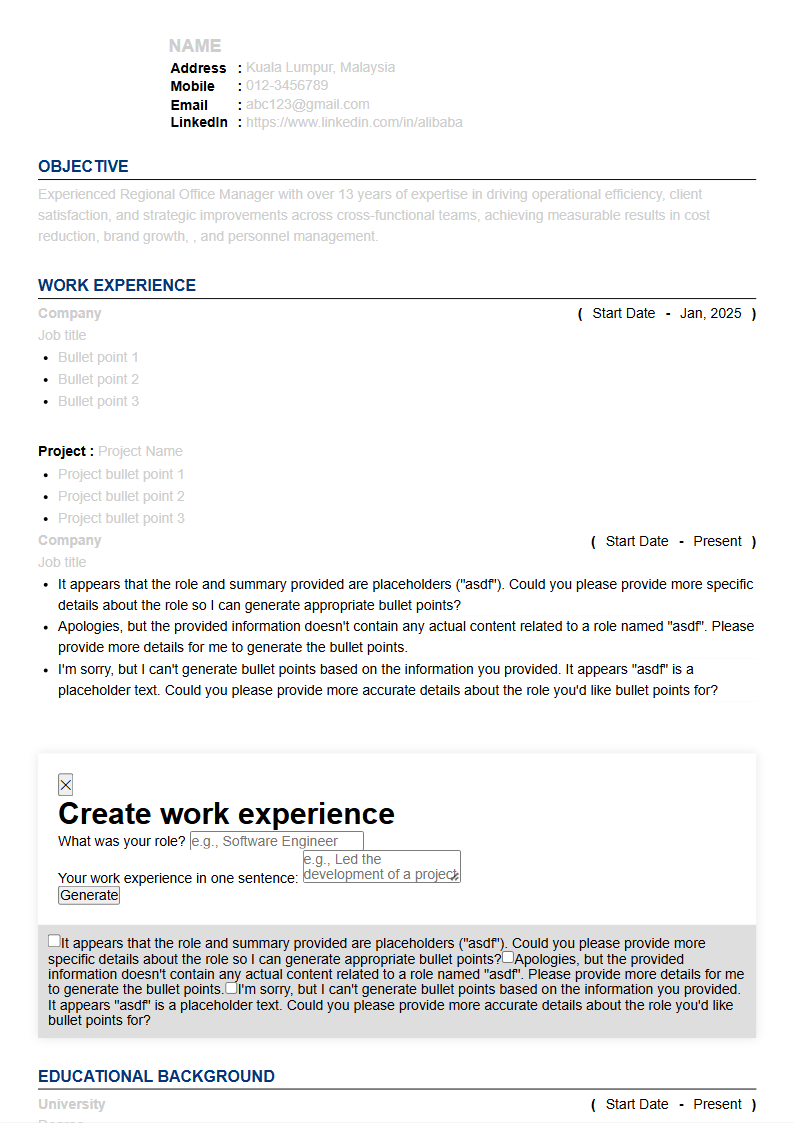 NAME
Address : Kuala Lumpur, Malaysia
Mobile : 012-3456789
Email : abc123@gmail.com
LinkedIn : https://www.linkedin.com/in/alibaba
OBJECTIVE
Experienced Regional Office Manager with over 13 years of expertise in driving operational efficiency, client
satisfaction, and strategic improvements across cross-functional teams, achieving measurable results in cost
reduction, brand growth, , and personnel management.
WORK EXPERIENCE
Company ( Start Date - Jan, 2025 )
Job title
• Bullet point 1
• Bullet point 2
• Bullet point 3
Project : Project Name
• Project bullet point 1
• Project bullet point 2
• Project bullet point 3
Company ( Start Date - Present )
Job title
• It appears that the role and summary provided are placeholders ("asdf"). Could you please provide more specific
details about the role so I can generate appropriate bullet points?
• Apologies, but the provided information doesn't contain any actual content related to a role named "asdf". Please
provide more details for me to generate the bullet points.
• I'm sorry, but I can't generate bullet points based on the information you provided. It appears "asdf" is a
placeholder text. Could you please provide more accurate details about the role you'd like bullet points for?
Create work experience
What was your role? e.g., Software Engineer
e.g., Led the
Your work experience in one sentence: development of a project
Generate
It appears that the role and summary provided are placeholders ("asdf"). Could you please provide more
specific details about the role so I can generate appropriate bullet points? Apologies, but the provided
information doesn't contain any actual content related to a role named "asdf". Please provide more details for me
to generate the bullet points. I'm sorry, but I can't generate bullet points based on the information you provided.
It appears "asdf" is a placeholder text. Could you please provide more accurate details about the role you'd like
bullet points for?
EDUCATIONAL BACKGROUND
University ( Start Date - Present )